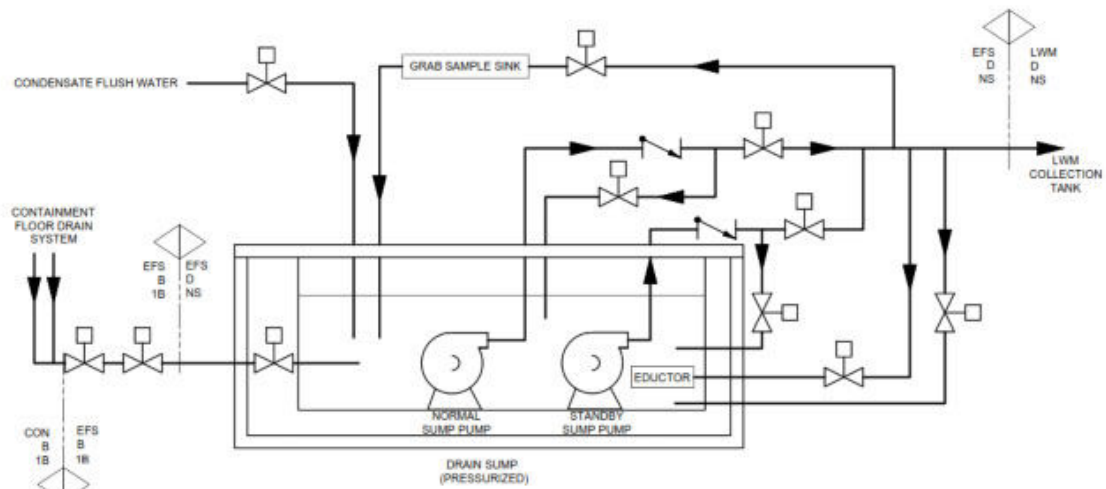 CONDENSATE FLUSH WATER
GRAB SAMPLE SINK
EFS
D
NS
LWM
D
NS
LWM
COLLECTION
TANK
CONTAINMENT
FLOOR DRAIN
SYSTEM
EFS
B
1B
EFS
D
NS
EDUCTOR
NORMAL
SUMP PUMP
STANDBY
SUMP PUMP
CON
B
1B
EFS
B
1B
DRAIN SUMP
(PRESSURIZED)